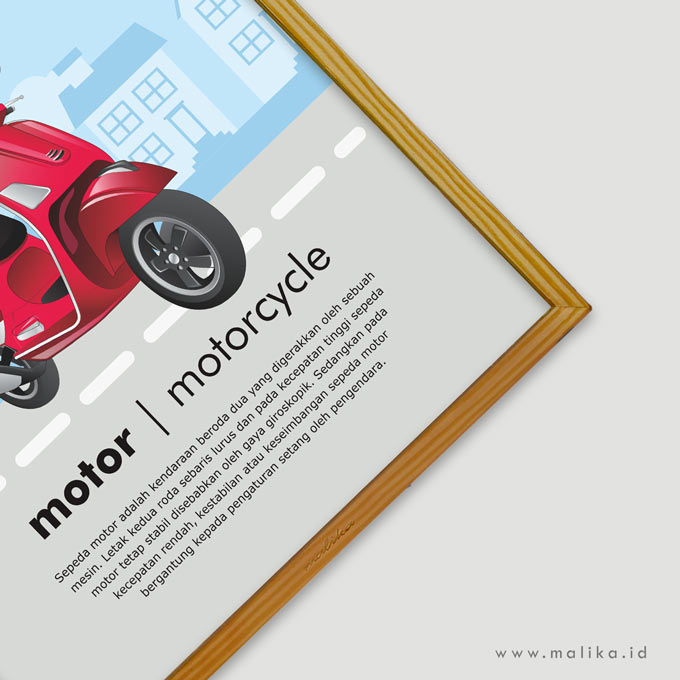 motor | motorcycle
Sepeda motor adalah kendaraan beroda dua yang digerakkan oleh sebuah
mesin. Letak kedua roda sebaris lurus dan pada kecepatan tinggi sepeda
motor tetap stabil disebabkan oleh gaya giroskopik. Sedangkan pada
kecepatan rendah, kestabilan atau keseimbangan sepeda motor
bergantung kepada pengaturan setang oleh pengendara.
malika
www.malika.id